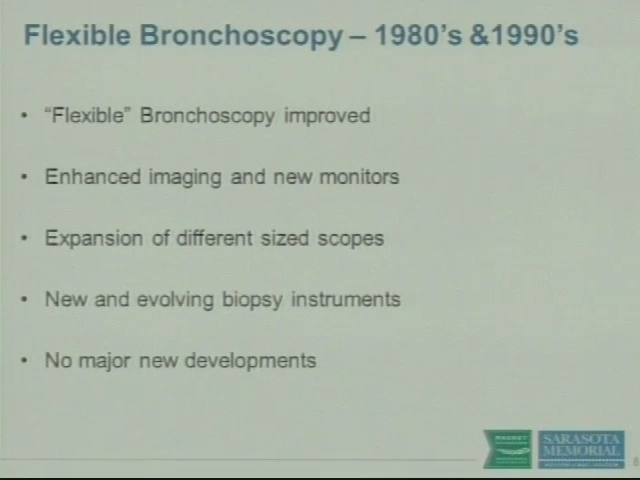 Flexible Bronchoscopy – 1980's &1990's
• “Flexible” Bronchoscopy improved
• Enhanced imaging and new monitors
• Expansion of different sized scopes
• New and evolving biopsy instruments
• No major new developments
MAGNET
SARASOTA
MEMORIAL